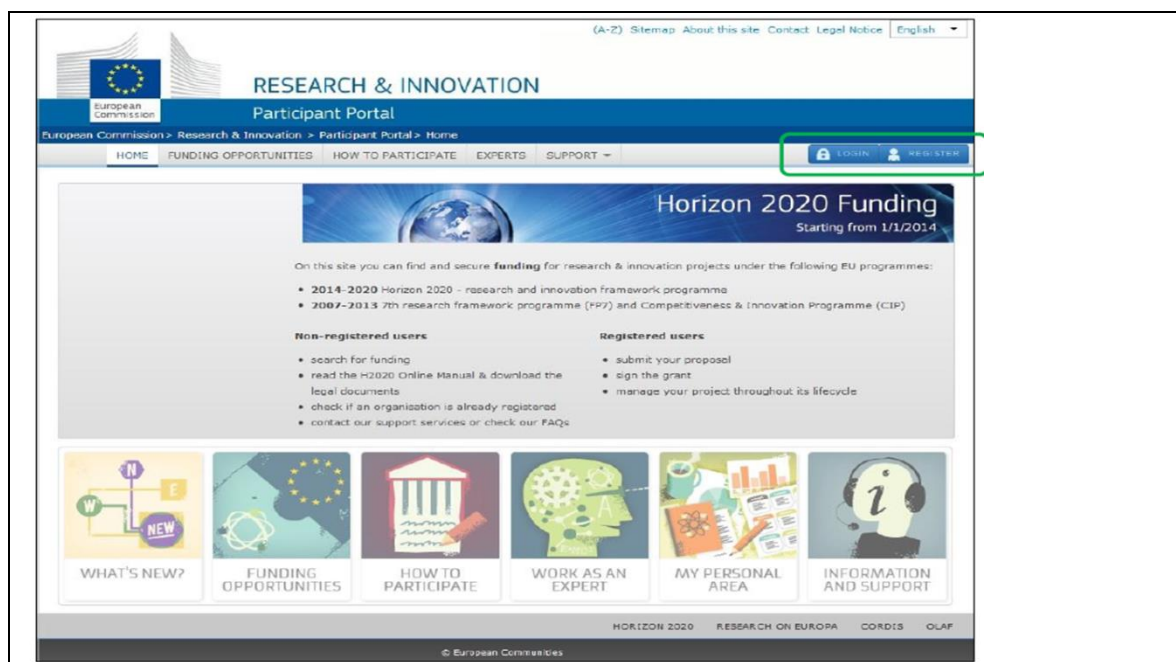 (A-Z) Sitemap About this site Contact Legal Notice English
RESEARCH & INNOVATION
European
Commission
Participant Portal
European Commission > Research & Innovation > Participant Portal > Home
HOME FUNDING OPPORTUNITIES HOW TO PARTICIPATE EXPERTS SUPPORT LOGIN REGISTER
Horizon 2020 Funding
Starting from 1/1/2014
On this site you can find and secure funding for research & innovation projects under the following EU programmes:
• 2014-2020 Horizon 2020 - research and innovation framework programme
• 2007-2013 7th research framework programme (FP7) and Competitiveness & Innovation Programme (CIP)
Non-registered users
• search for funding
• read the H2020 Online Manual & download the
legal documents
• check if an organisation is already registered
• contact our support services or check our FAQs
Registered users
• submit your proposal
• sign the grant
• manage your project throughout its lifecycle
N
W
E
NEW
A
i
WHAT'S NEW?
FUNDING
OPPORTUNITIES
HOW TO
PARTICIPATE
WORK AS AN
EXPERT
MY PERSONAL
AREA
INFORMATION
AND SUPPORT
HORIZON 2020 RESEARCH ON EUROPA CORDIS OLAF
© European Communities